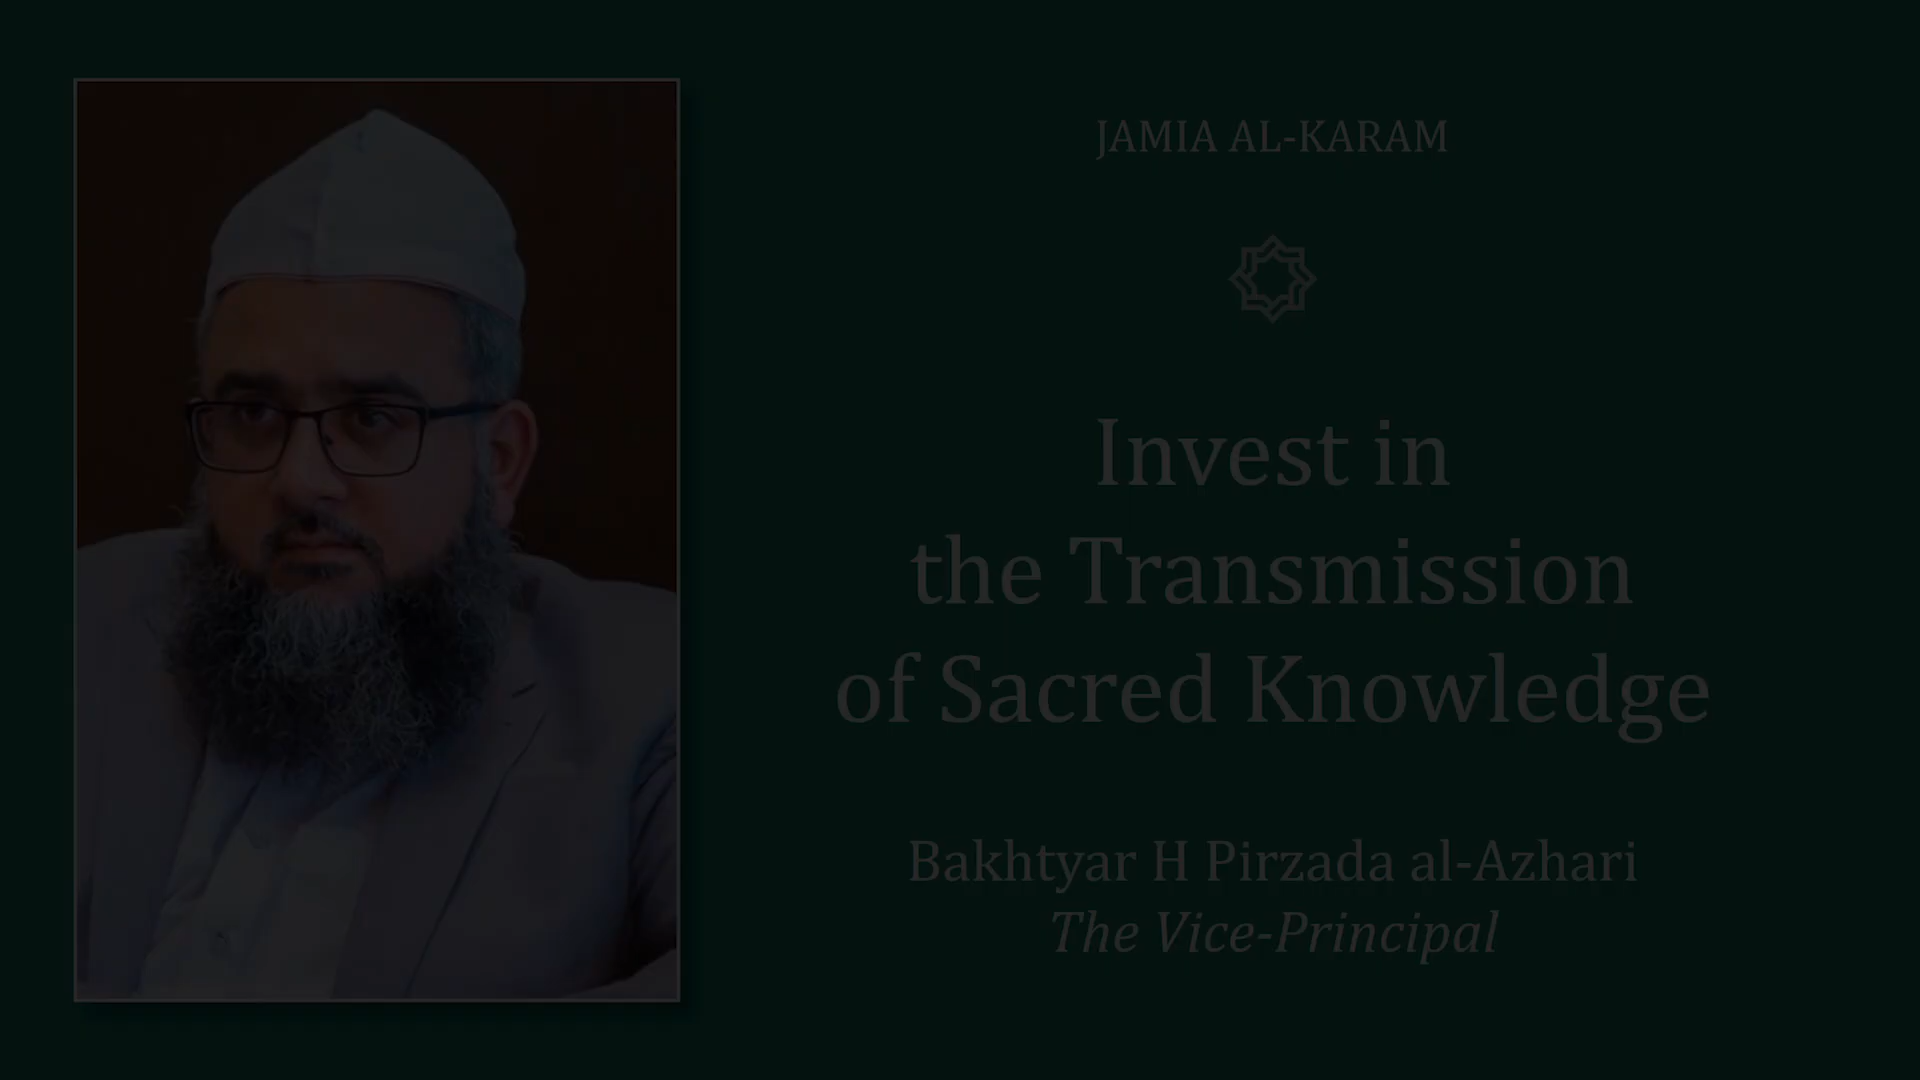 JAMIA AL-KARAM
Invest in
the Transmission
of Sacred Knowledge
Bakhtyar H Pirzada al-Azhari
The Vice-Principal